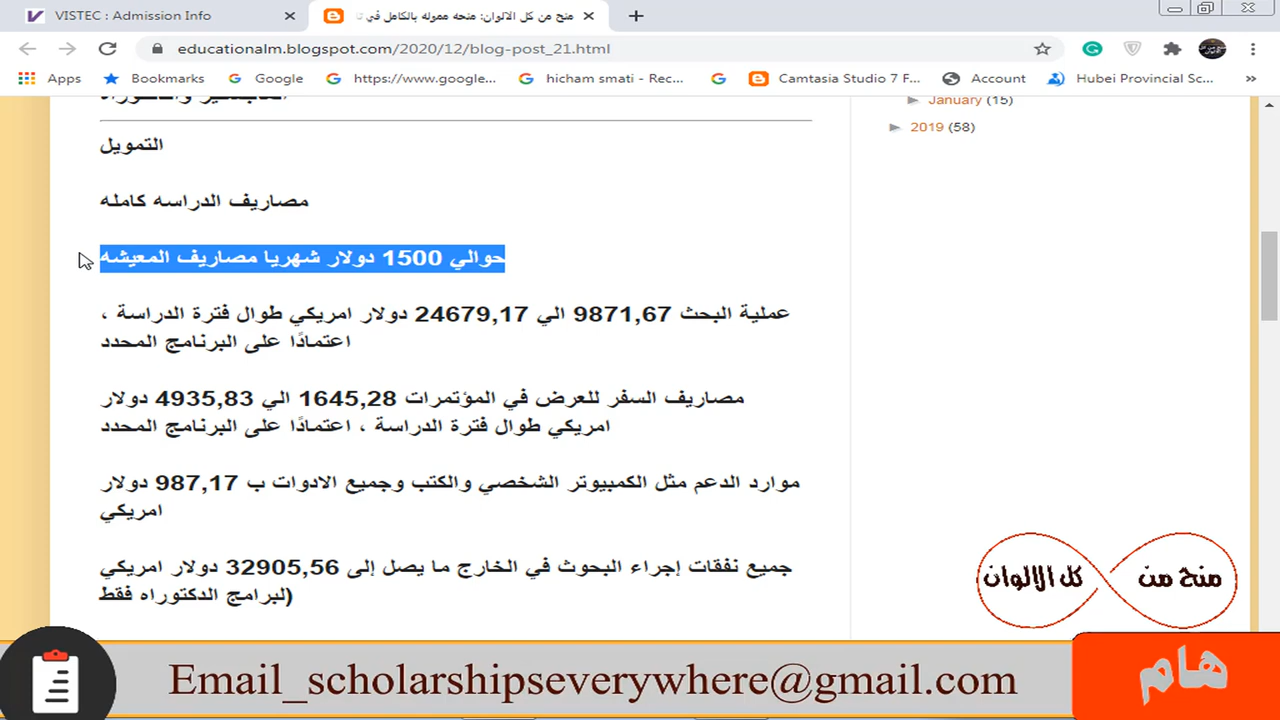 VISTEC : Admission Info
منح من كل الالوان: منحه ممولة بالكامل في تا
educationalm.blogspot.com/2020/12/blog-post_21.html
Apps
Bookmarks
Google
https://www.google...
hicham smati - Rec...
Camtasia Studio 7 F...
Account
Hubei Provincial Sc...
»
► January (15)
► 2019 (58)
التمويل
مصاريف الدراسه كامله
حوالي 1500 دولار شهريا مصاريف المعيشه
عملية البحث 9871,67 الي 24679,17 دولار امريكي طوال فترة الدراسة ،
اعتمادًا على البرنامج المحدد
مصاريف السفر للعرض في المؤتمرات 1645,28 الي 4935,83 دولار
امريكي طوال فترة الدراسة ، اعتمادًا على البرنامج المحدد
موارد الدعم مثل الكمبيوتر الشخصي والكتب وجميع الادوات ب 987,17 دولار
امريكي
جميع نفقات إجراء البحوث في الخارج ما يصل إلى 32905,56 دولار امريكي
(لبرامج الدكتوراه فقط
منح من كل الالوان
Email_scholarshipseverywhere@gmail.com
هام